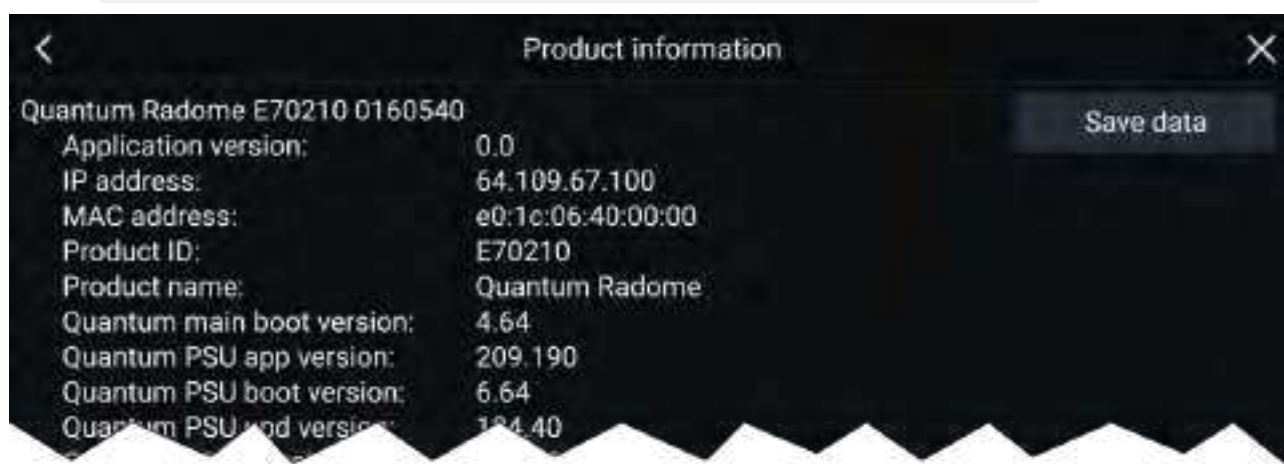 Product information
Quantum Radome E70210 0160540
Save data
Application version: 0.0
IP address: 64.109.67.100
MAC address: e0:1c:06:40:00:00
Product ID: E70210
Product name: Quantum Radome
Quantum main boot version: 4.64
Quantum PSU app version: 209.190
Quantum PSU boot version: 6.64
Quantum PSU